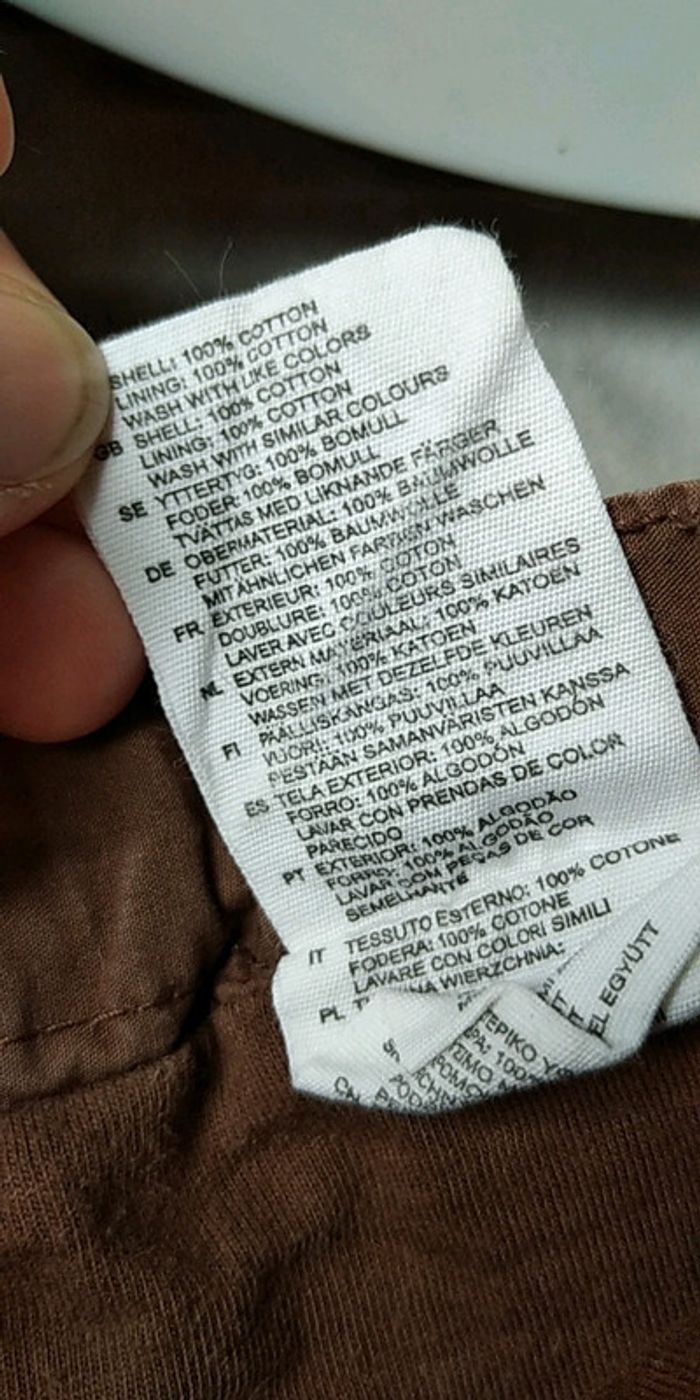 SHELL: 100% COTTON
LINING: 100% COTTON
WASH WITH LIKE COLORS
GB SHELL: 100% COTTON
LINING: 100% COTTON
WASH WITH SIMILAR COLOURS
SE YTTERTYG: 100% BOMULL
FODER: 100% BOMULL
TVÄTTAS MED LIKNANDE FÄRGER
DE OBERMATERIAL: 100% BAUMWOLLE
FUTTER: 100% BAUMWOLLE
MIT ÄHNLICHEN FARBEN WASCHEN
FR EXTERIEUR: 100% COTON
DOUBLURE: 100% COTON
LAVER AVEC COULEURS SIMILAIRES
NL EXTERN MATERIAAL: 100% KATOEN
VOERING: 100% KATOEN
WASSEN MET DEZELFDE KLEUREN
FI PÄÄLLISKANGAS: 100% PUUVILLAA
VUORI: 100% PUUVILLAA
PESTÄÄN SAMANVÄRISTEN KANSSA
ES TELA EXTERIOR: 100% ALGODÓN
FORRO: 100% ALGODÓN
LAVAR CON PRENDAS DE COLOR
PARECIDO
PT EXTERIOR: 100% ALGODÃO
FORRO: 100% ALGODÃO
LAVAR COM PEÇAS DE COR
SEMELHANTE
IT TESSUTO ESTERNO: 100% COTONE
FODERA: 100% COTONE
LAVARE CON COLORI SIMILI
PL WIERZCHNIA:
EL EGYÜTT